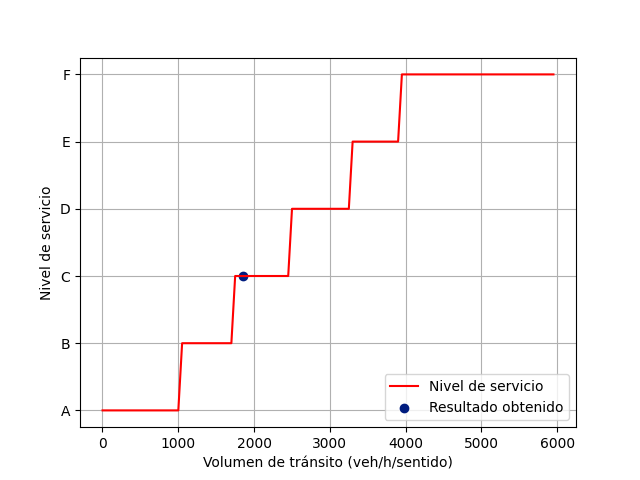 F
E
D
C
B
A
Nivel de servicio
Nivel de servicio
Resultado obtenido
0 1000 2000 3000 4000 5000 6000
Volumen de tránsito (veh/h/sentido)